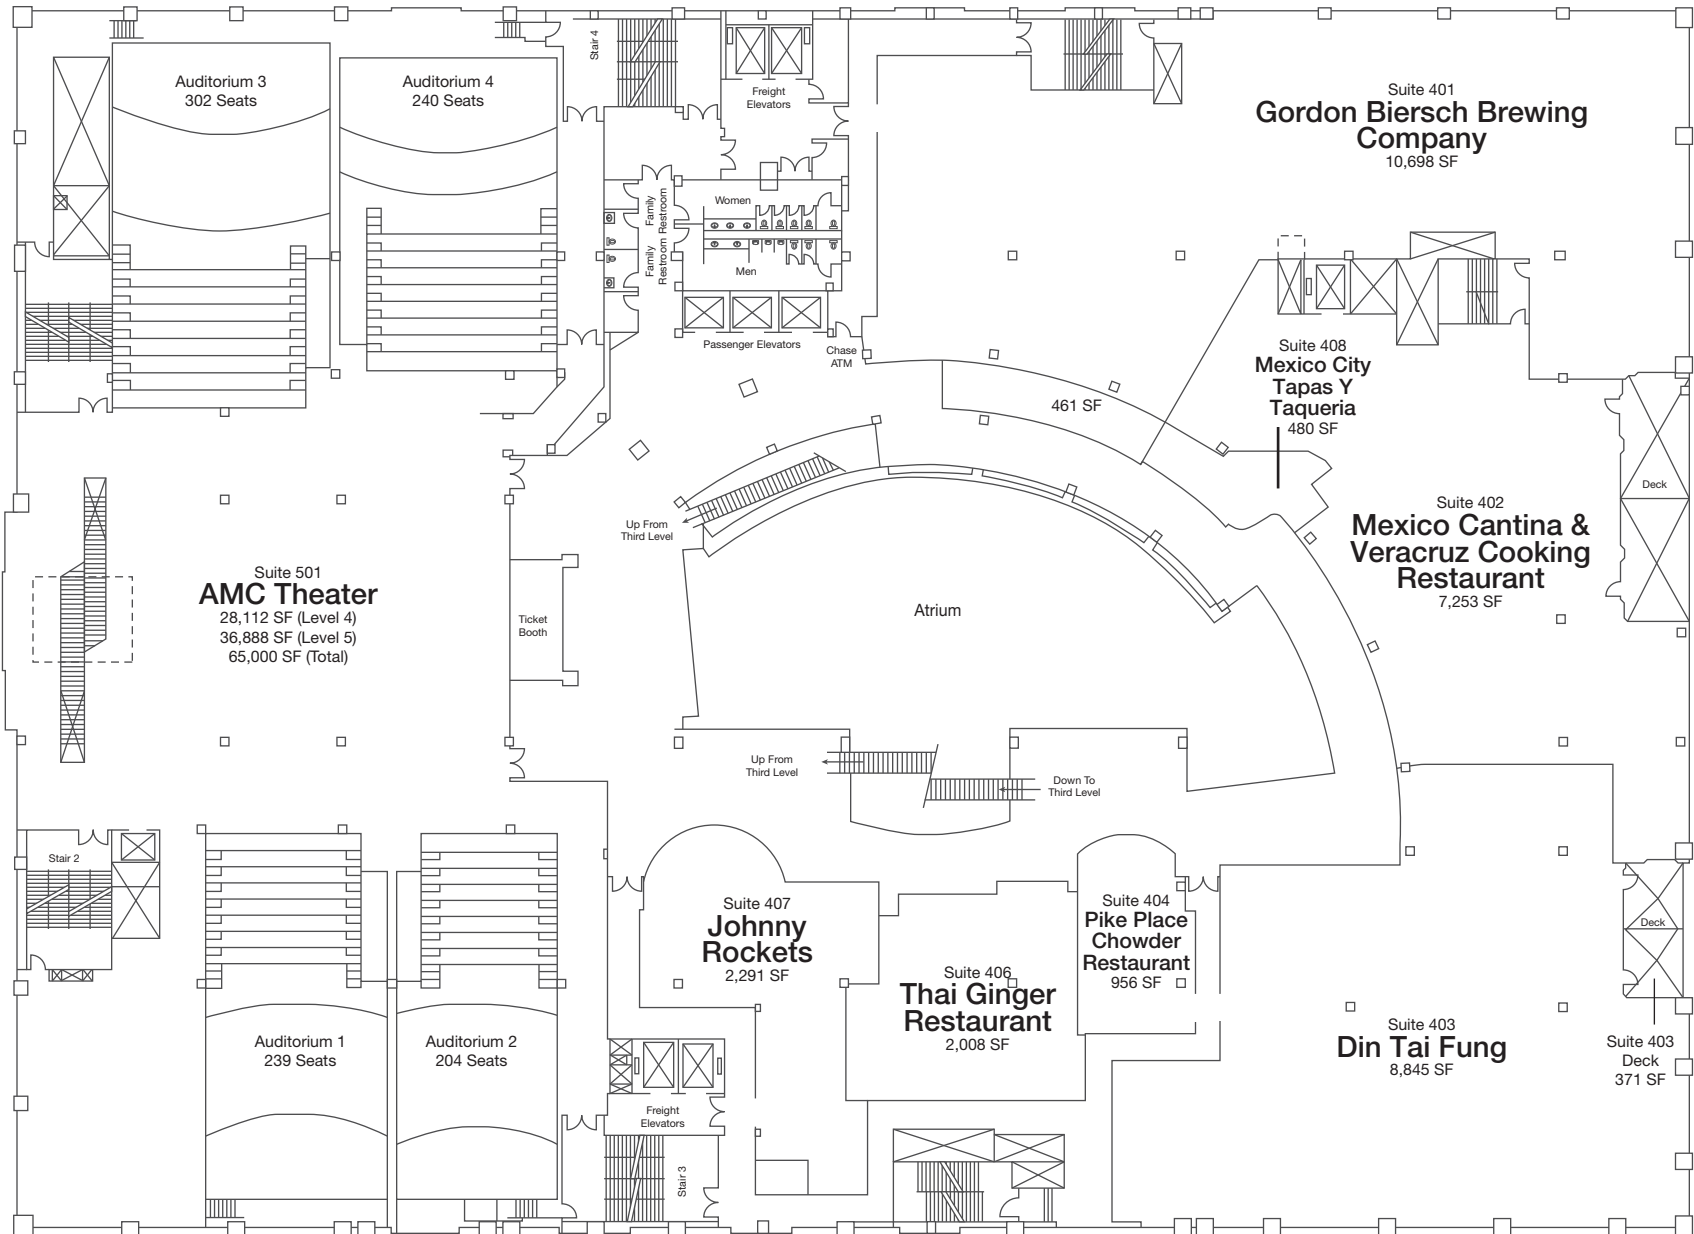 Auditorium 3
302 Seats
Auditorium 4
240 Seats
Stair 4
Freight
Elevators
Suite 401
Gordon Biersch Brewing
Company
10,698 SF
Women
Family
Restroom
Family
Restroom
Men
Passenger Elevators
Chase
ATM
461 SF
Suite 408
Mexico City
Tapas Y
Taqueria
480 SF
Deck
Suite 402
Mexico Cantina &
Veracruz Cooking
Restaurant
7,253 SF
Up From
Third Level
Suite 501
AMC Theater
28,112 SF (Level 4)
36,888 SF (Level 5)
65,000 SF (Total)
Ticket
Booth
Atrium
Up From
Third Level
Down To
Third Level
Stair 2
Suite 407
Johnny
Rockets
2,291 SF
Suite 404
Pike Place
Chowder
Restaurant
956 SF
Suite 406
Thai Ginger
Restaurant
2,008 SF
Deck
Suite 403
Din Tai Fung
8,845 SF
Suite 403
Deck
371 SF
Auditorium 1
239 Seats
Auditorium 2
204 Seats
Freight
Elevators
Stair 3